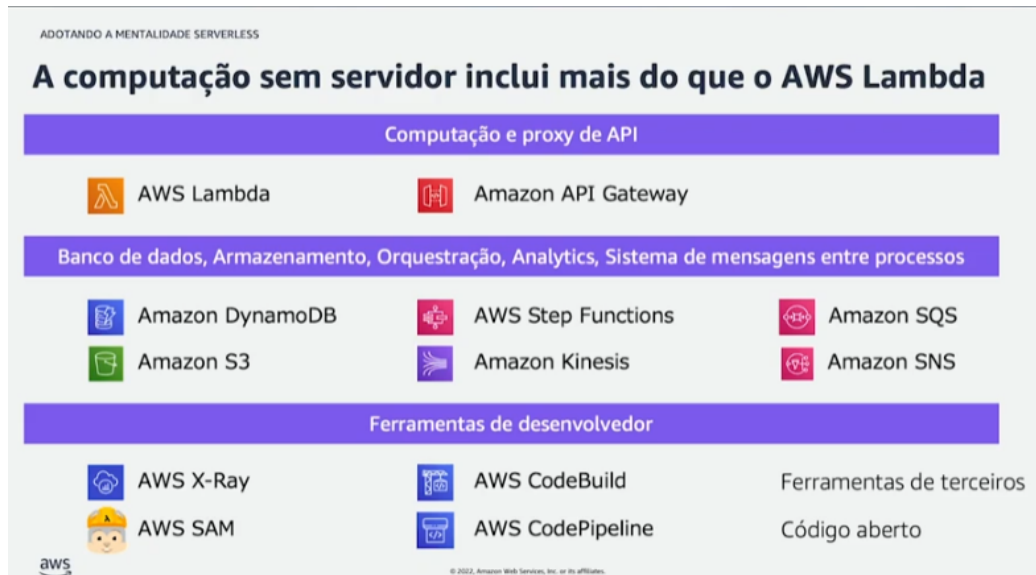 ADOTANDO A MENTALIDADE SERVERLESS
A computação sem servidor inclui mais do que o AWS Lambda
Computação e proxy de API
AWS Lambda
Amazon API Gateway
Banco de dados, Armazenamento, Orquestração, Analytics, Sistema de mensagens entre processos
Amazon DynamoDB
AWS Step Functions
Amazon SQS
Amazon S3
Amazon Kinesis
Amazon SNS
Ferramentas de desenvolvedor
AWS X-Ray
AWS CodeBuild
Ferramentas de terceiros
AWS SAM
AWS CodePipeline
Código aberto
aws
© 2022, Amazon Web Services, Inc. or its affiliates.